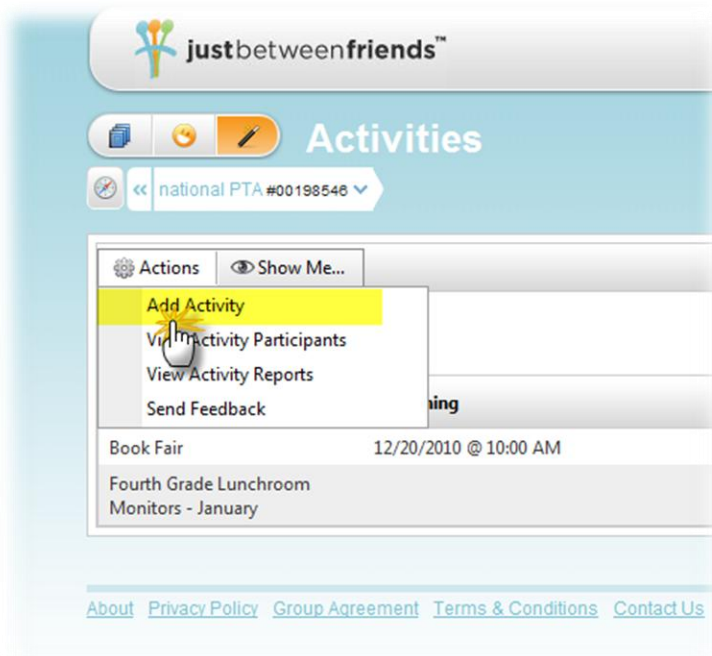 justbetweenfriends™
Activities
national PTA #00198546
Actions Show Me...
Add Activity
Activity Participants
View Activity Reports
Send Feedback
Book Fair 12/20/2010 @ 10:00 AM
Fourth Grade Lunchroom
Monitors - January
About Privacy Policy Group Agreement Terms & Conditions Contact Us